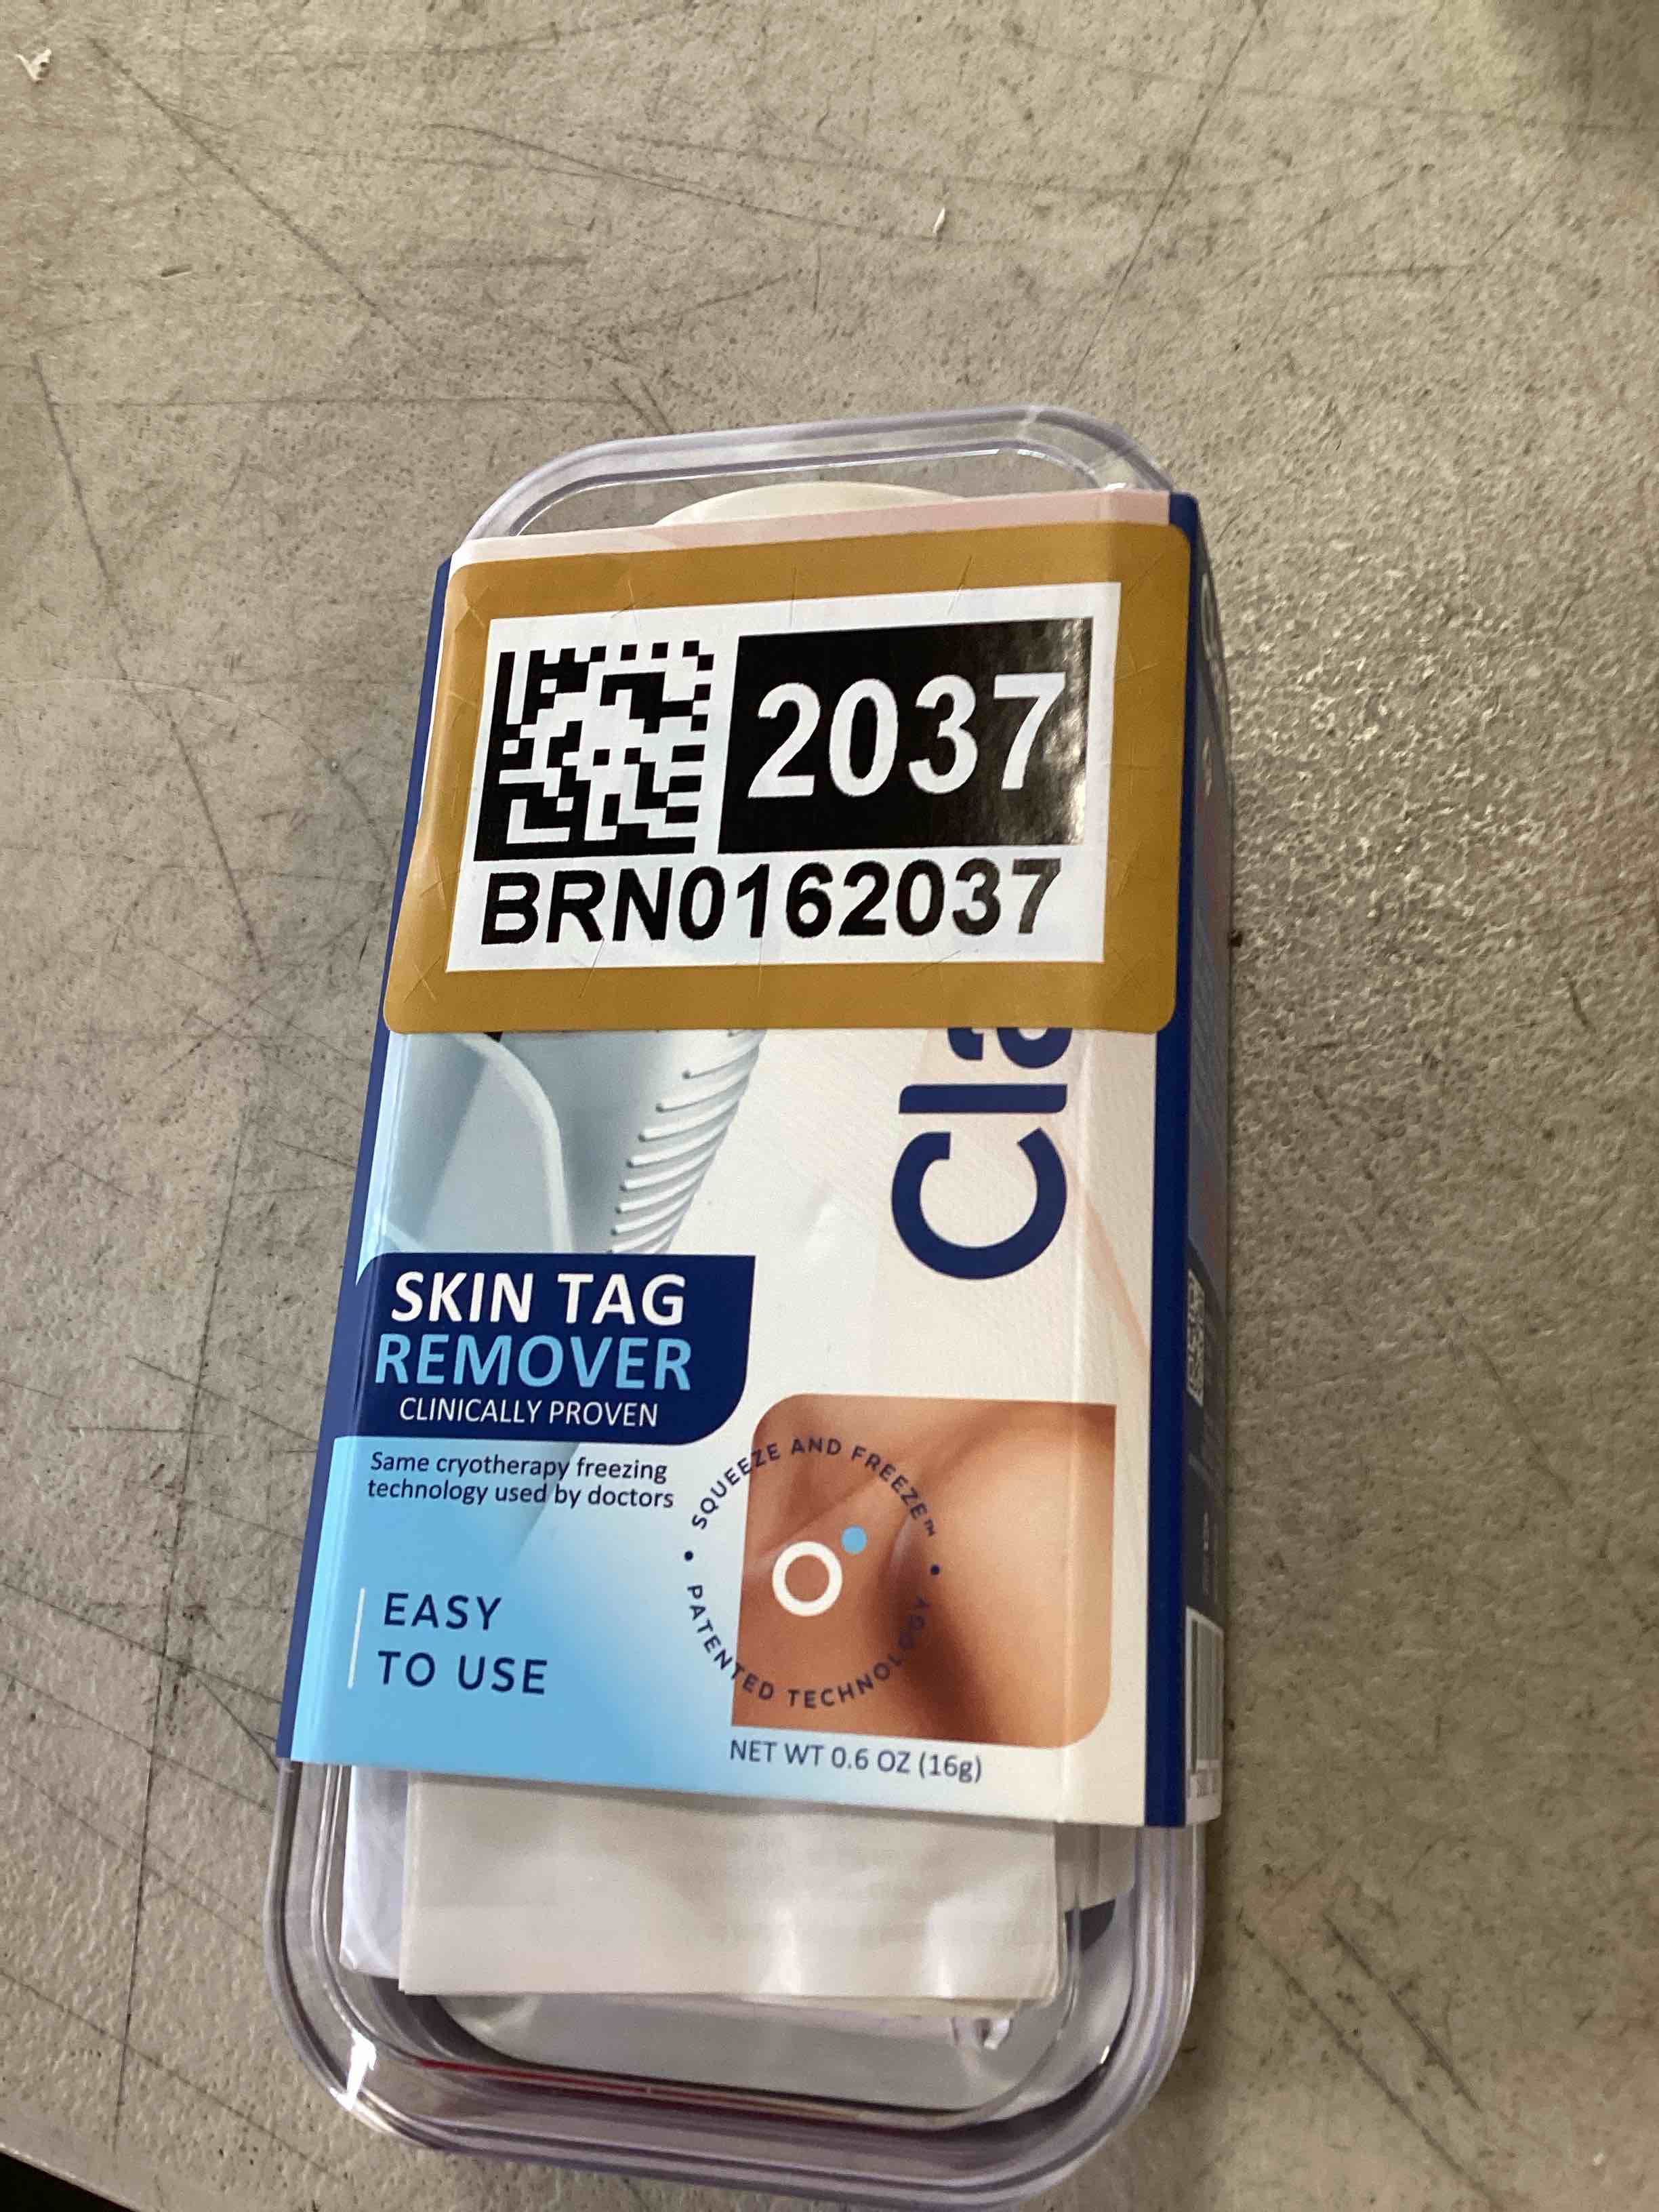 2037
BRN0162037
Cla
SKIN TAG
REMOVER
CLINICALLY PROVEN
Same cryotherapy freezing
technology used by doctors
SQUEEZE AND FREEZE™ • PATENTED TECHNOLOGY •
EASY
TO USE
NET WT 0.6 OZ (16g)